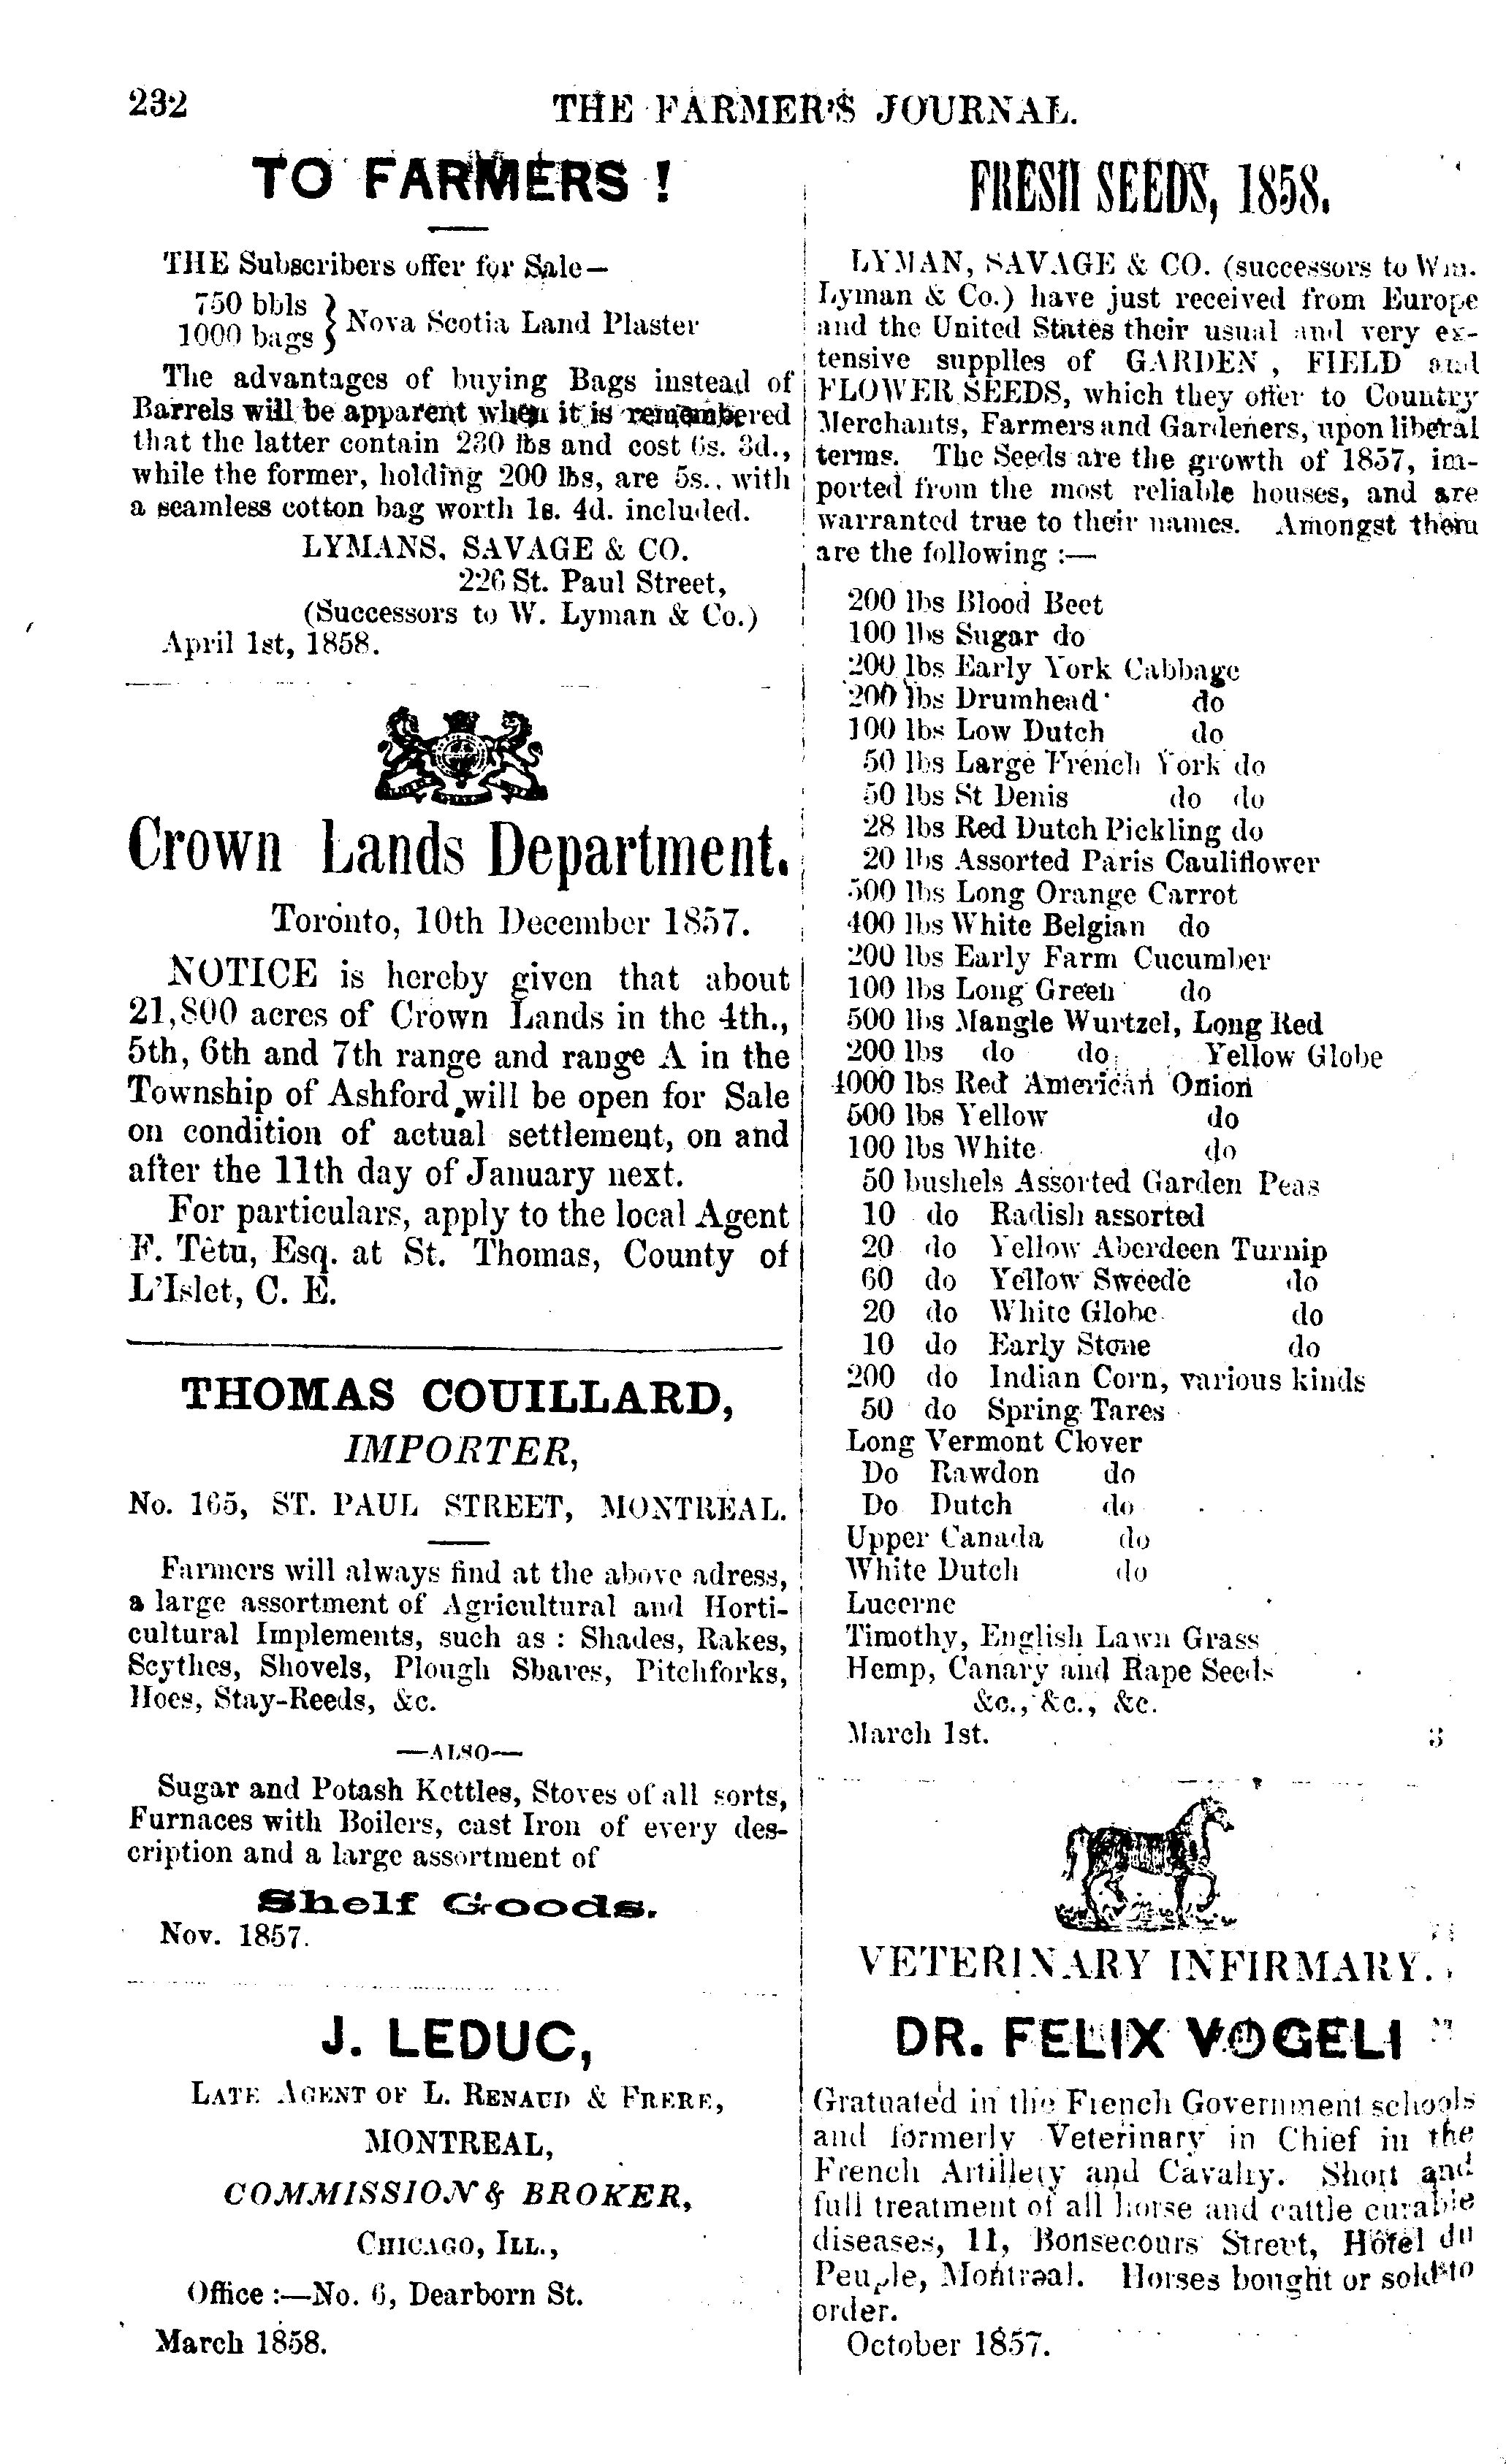 232
THE FARMER'S JOURNAL.
TO FARMERS !
THE Subscribers offer for Sale—
750 bbls
1000 bags } Nova Scotia Land Plaster
The advantages of buying Bags instead of
Barrels will be apparent when it is remembered
that the latter contain 230 lbs and cost 6s. 3d.,
while the former, holding 200 lbs, are 5s., with
a seamless cotton bag worth 1s. 4d. included.
LYMANS, SAVAGE & CO.
226 St. Paul Street,
(Successors to W. Lyman & Co.)
April 1st, 1858.
Crown Lands Department.
Toronto, 10th December 1857.
NOTICE is hereby given that about
21,800 acres of Crown Lands in the 4th.,
5th, 6th and 7th range and range A in the
Township of Ashford will be open for Sale
on condition of actual settlement, on and
after the 11th day of January next.
For particulars, apply to the local Agent
F. Têtu, Esq. at St. Thomas, County of
L'Islet, C. E.
THOMAS COUILLARD,
IMPORTER,
No. 165, ST. PAUL STREET, MONTREAL.
Farmers will always find at the above adress,
a large assortment of Agricultural and Horti-
cultural Implements, such as : Shades, Rakes,
Scythes, Shovels, Plough Sbares, Pitchforks,
Hoes, Stay-Reeds, &c.
—ALSO—
Sugar and Potash Kettles, Stoves of all sorts,
Furnaces with Boilers, cast Iron of every des-
cription and a large assortment of
Shelf Goods.
Nov. 1857.
J. LEDUC,
LATE AGENT OF L. RENAUD & FRERE,
MONTREAL,
COMMISSION & BROKER,
CHICAGO, ILL.,
Office :—No. 6, Dearborn St.
March 1858.
FRESH SEEDS, 1858.
LYMAN, SAVAGE & CO. (successors to Wm.
Lyman & Co.) have just received from Europe
and the United States their usual and very ex-
tensive supplles of GARDEN , FIELD and
FLOWER SEEDS, which they offer to Country
Merchants, Farmers and Gardeners, upon liberal
terms. The Seeds are the growth of 1857, im-
ported from the most reliable houses, and are
warranted true to their names. Amongst them
are the following :—
200 lbs Blood Beet
100 lbs Sugar do
200 lbs Early York Cabbage
200 lbs Drumhead do
100 lbs Low Dutch do
50 lbs Large French York do
50 lbs St Denis do do
28 lbs Red Dutch Pickling do
20 lbs Assorted Paris Cauliflower
500 lbs Long Orange Carrot
400 lbs White Belgian do
200 lbs Early Farm Cucumber
100 lbs Long Green do
500 lbs Mangle Wurtzel, Long Red
200 lbs do do Yellow Globe
4000 lbs Red American Onion
500 lbs Yellow do
100 lbs White do
50 bushels Assorted Garden Peas
10 do Radish assorted
20 do Yellow Aberdeen Turnip
60 do Yellow Sweede do
20 do White Globe do
10 do Early Stone do
200 do Indian Corn, various kinds
50 do Spring Tares
Long Vermont Clover
Do Rawdon do
Do Dutch do
Upper Canada do
White Dutch do
Lucerne
Timothy, English Lawn Grass
Hemp, Canary and Rape Seeds
&c., &c., &c.
March 1st. 3
VETERINARY INFIRMARY.
DR. FELIX VOGELI
Gratuated in the French Government schools
and formerly Veterinary in Chief in the
French Artillery and Cavalry. Short and
full treatment of all horse and cattle curable
diseases, 11, Bonsecours Street, Hôtel du
Peuple, Montreal. Horses bought or sold to
order.
October 1857.